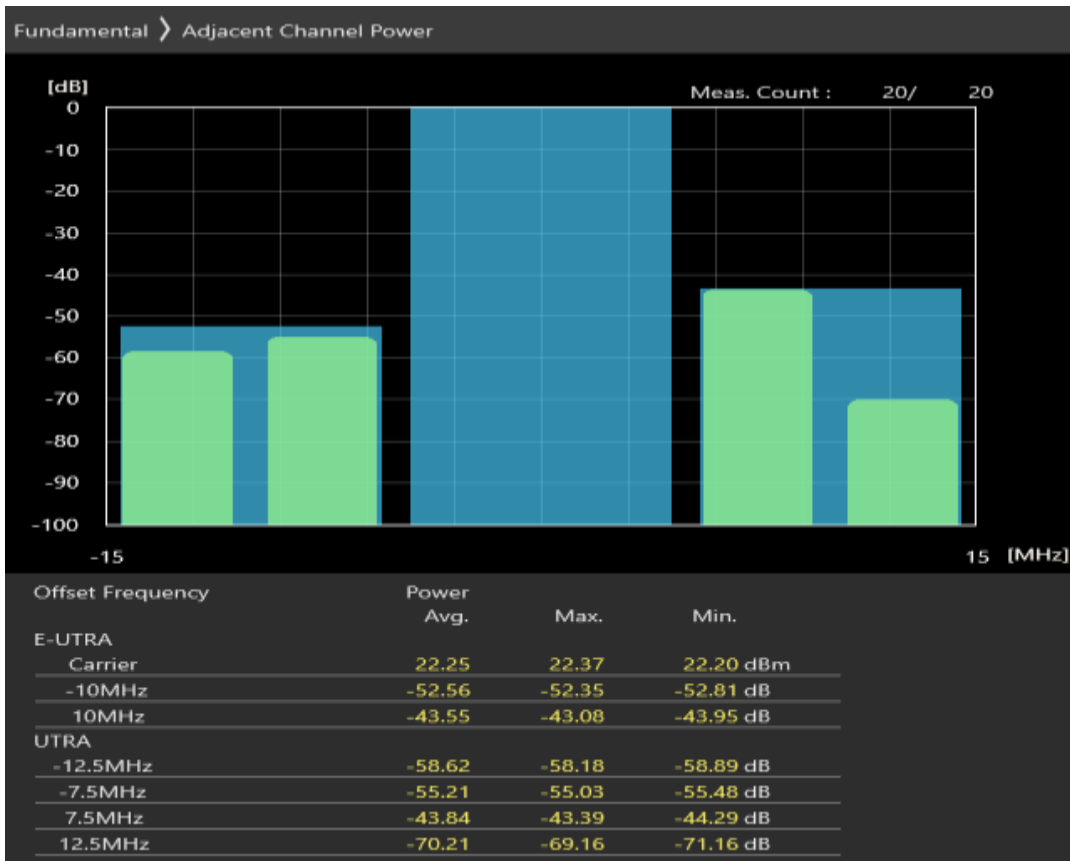 Fundamental 》 Adjacent Channel Power
[dB]
Meas. Count : 20/ 20
0
-10
-20
-30
-40
-50
-60
-70
-80
-90
-100
-15 15 [MHz]
Offset Frequency Power
Avg. Max. Min.
E-UTRA
Carrier 22.25 22.37 22.20 dBm
-10MHz -52.56 -52.35 -52.81 dB
10MHz -43.55 -43.08 -43.95 dB
UTRA
-12.5MHz -58.62 -58.18 -58.89 dB
-7.5MHz -55.21 -55.03 -55.48 dB
7.5MHz -43.84 -43.39 -44.29 dB
12.5MHz -70.21 -69.16 -71.16 dB